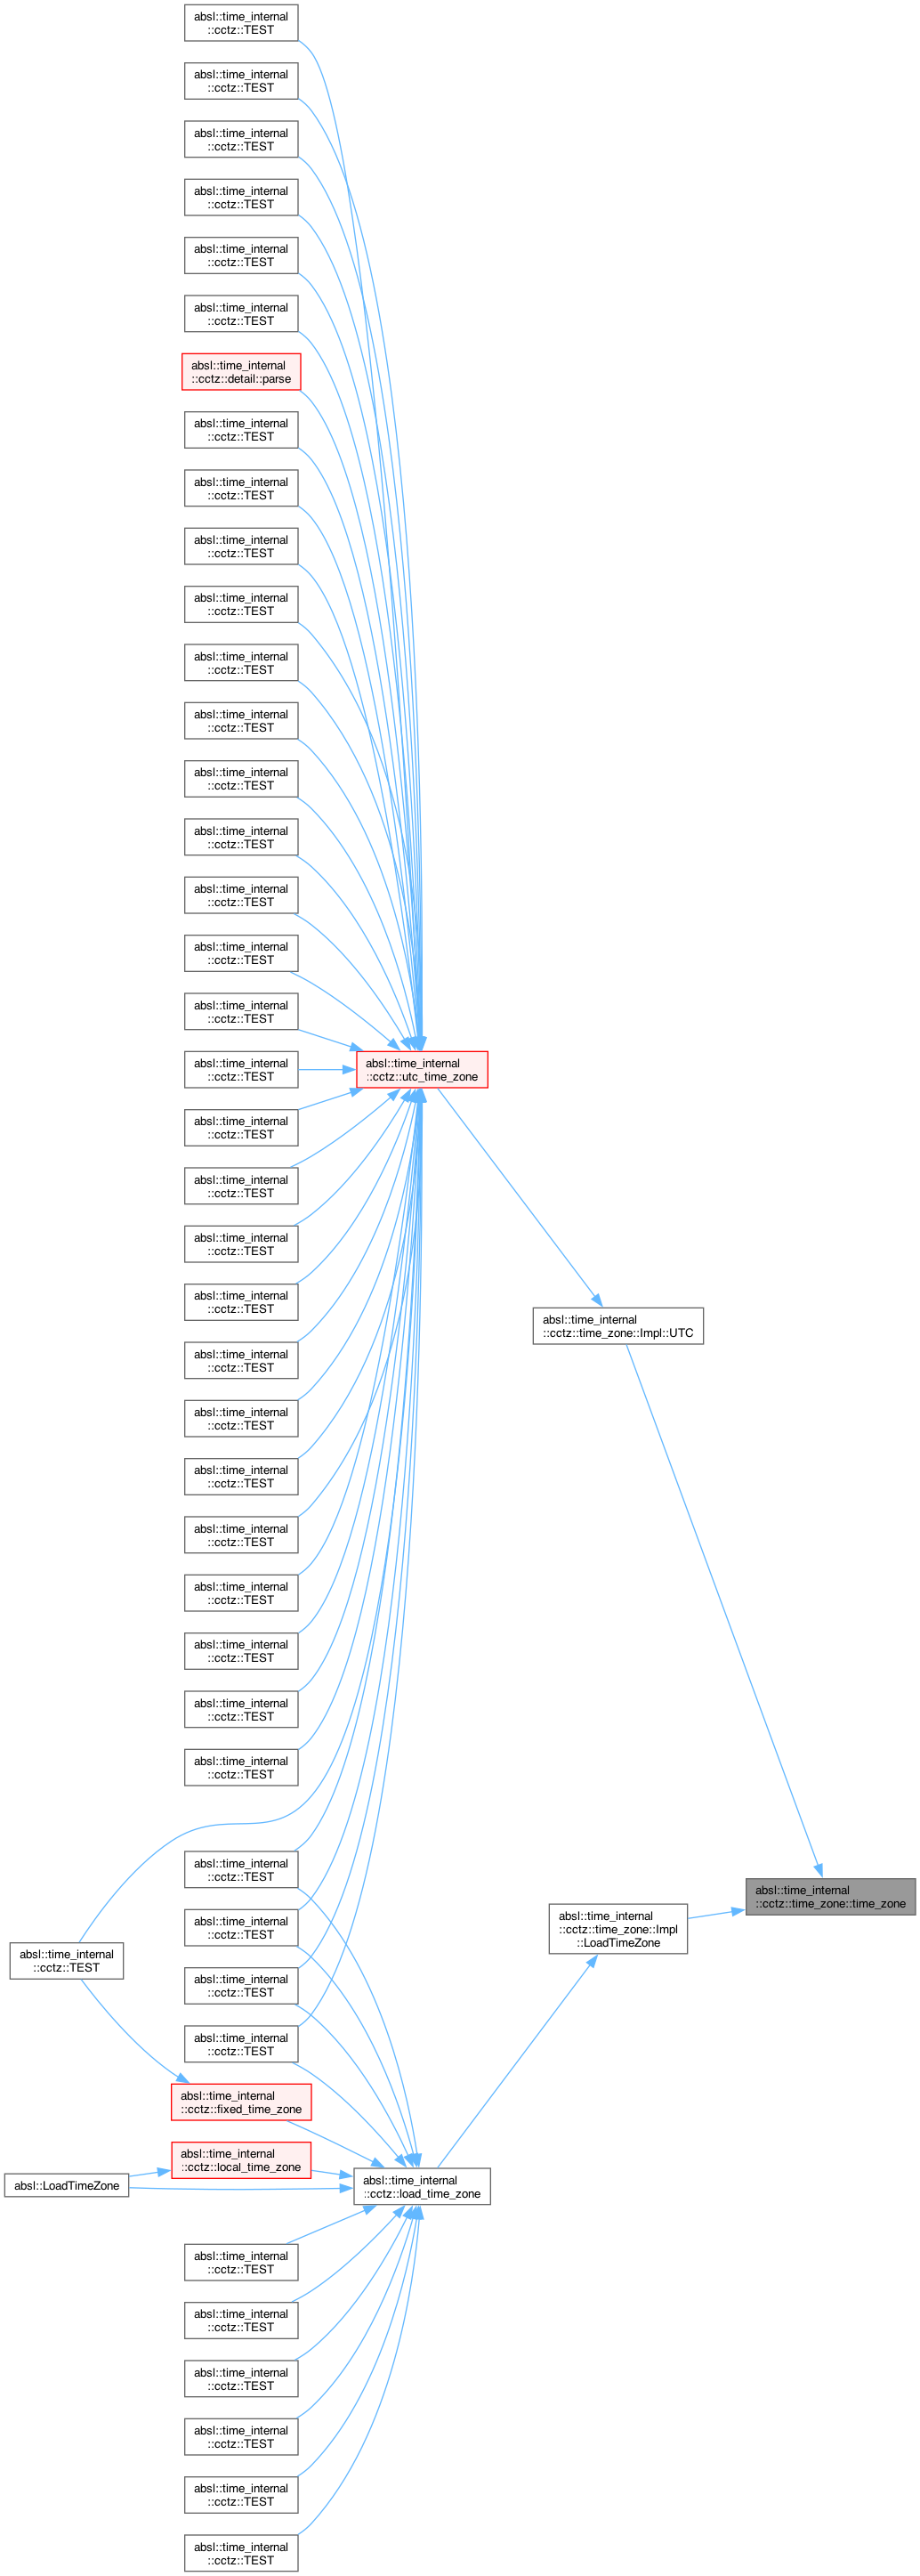 absl::time_internal
::cctz::TEST
absl::time_internal
::cctz::TEST
absl::time_internal
::cctz::TEST
absl::time_internal
::cctz::TEST
absl::time_internal
::cctz::TEST
absl::time_internal
::cctz::TEST
absl::time_internal
::cctz::detail::parse
absl::time_internal
::cctz::TEST
absl::time_internal
::cctz::TEST
absl::time_internal
::cctz::TEST
absl::time_internal
::cctz::TEST
absl::time_internal
::cctz::TEST
absl::time_internal
::cctz::TEST
absl::time_internal
::cctz::TEST
absl::time_internal
::cctz::TEST
absl::time_internal
::cctz::TEST
absl::time_internal
::cctz::TEST
absl::time_internal
::cctz::TEST
absl::time_internal
::cctz::TEST
absl::time_internal
::cctz::utc_time_zone
absl::time_internal
::cctz::TEST
absl::time_internal
::cctz::TEST
absl::time_internal
::cctz::TEST
absl::time_internal
::cctz::TEST
absl::time_internal
::cctz::time_zone::Impl::UTC
absl::time_internal
::cctz::TEST
absl::time_internal
::cctz::TEST
absl::time_internal
::cctz::TEST
absl::time_internal
::cctz::TEST
absl::time_internal
::cctz::TEST
absl::time_internal
::cctz::TEST
absl::time_internal
::cctz::TEST
absl::time_internal
::cctz::TEST
absl::time_internal
::cctz::TEST
absl::time_internal
::cctz::time_zone::time_zone
absl::time_internal
::cctz::TEST
absl::time_internal
::cctz::time_zone::Impl
::LoadTimeZone
absl::time_internal
::cctz::TEST
absl::time_internal
::cctz::TEST
absl::time_internal
::cctz::TEST
absl::time_internal
::cctz::fixed_time_zone
absl::time_internal
::cctz::local_time_zone
absl::time_internal
::cctz::load_time_zone
absl::LoadTimeZone
absl::time_internal
::cctz::TEST
absl::time_internal
::cctz::TEST
absl::time_internal
::cctz::TEST
absl::time_internal
::cctz::TEST
absl::time_internal
::cctz::TEST
absl::time_internal
::cctz::TEST